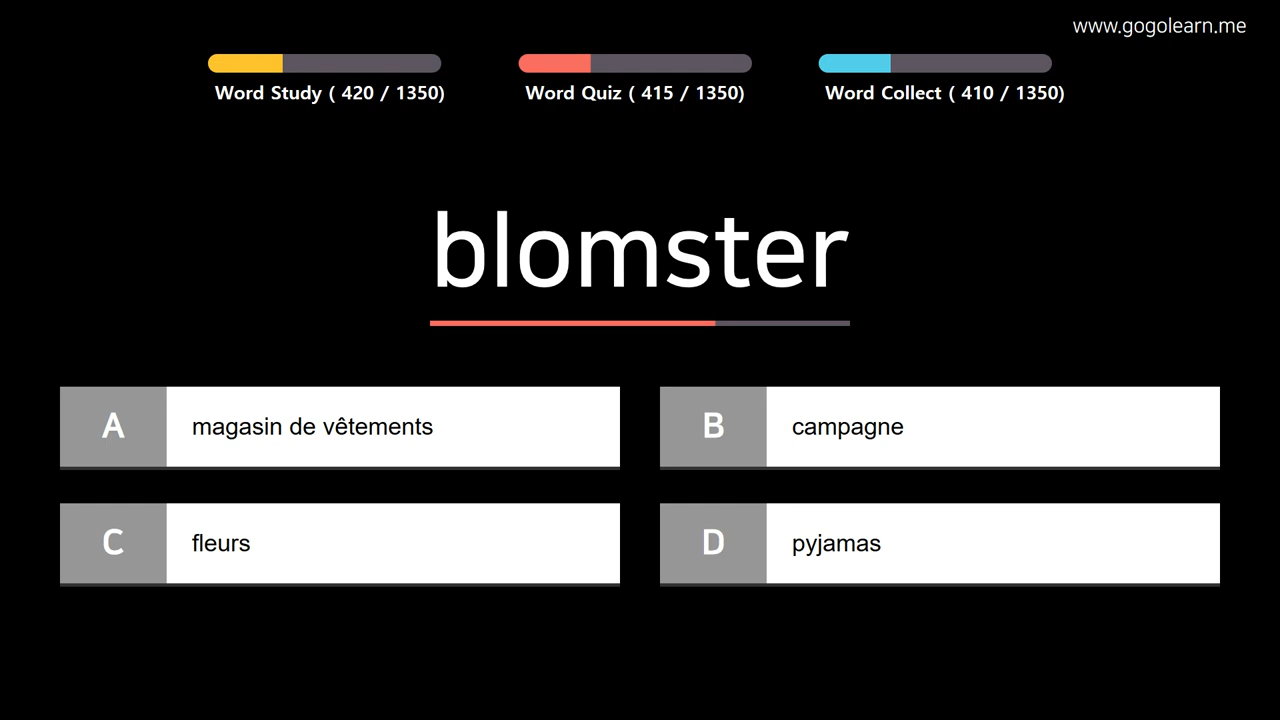 www.gogolearn.me
Word Study ( 420 / 1350)
Word Quiz ( 415 / 1350)
Word Collect ( 410 / 1350)
blomster
A
magasin de vêtements
B
campagne
C
fleurs
D
pyjamas